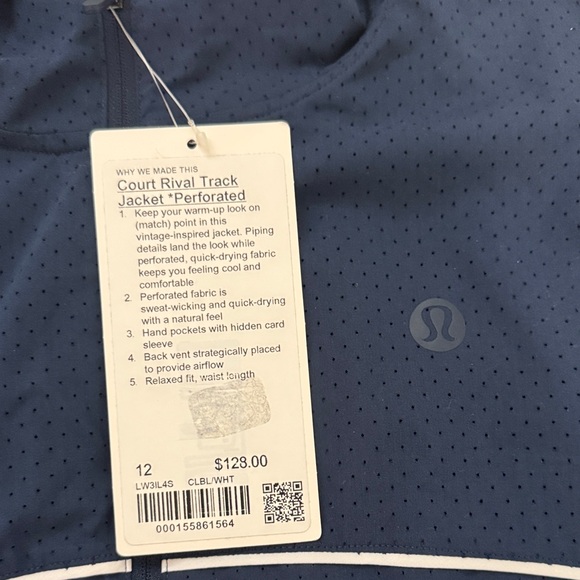 WHY WE MADE THIS
Court Rival Track
Jacket *Perforated
1. Keep your warm-up look on
(match) point in this
vintage-inspired jacket. Piping
details land the look while
perforated, quick-drying fabric
keeps you feeling cool and
comfortable
2. Perforated fabric is
sweat-wicking and quick-drying
with a natural feel
3. Hand pockets with hidden card
sleeve
4. Back vent strategically placed
to provide airflow
5. Relaxed fit, waist length
12 $128.00
LW3IL4S CLBL/WHT
000155861564